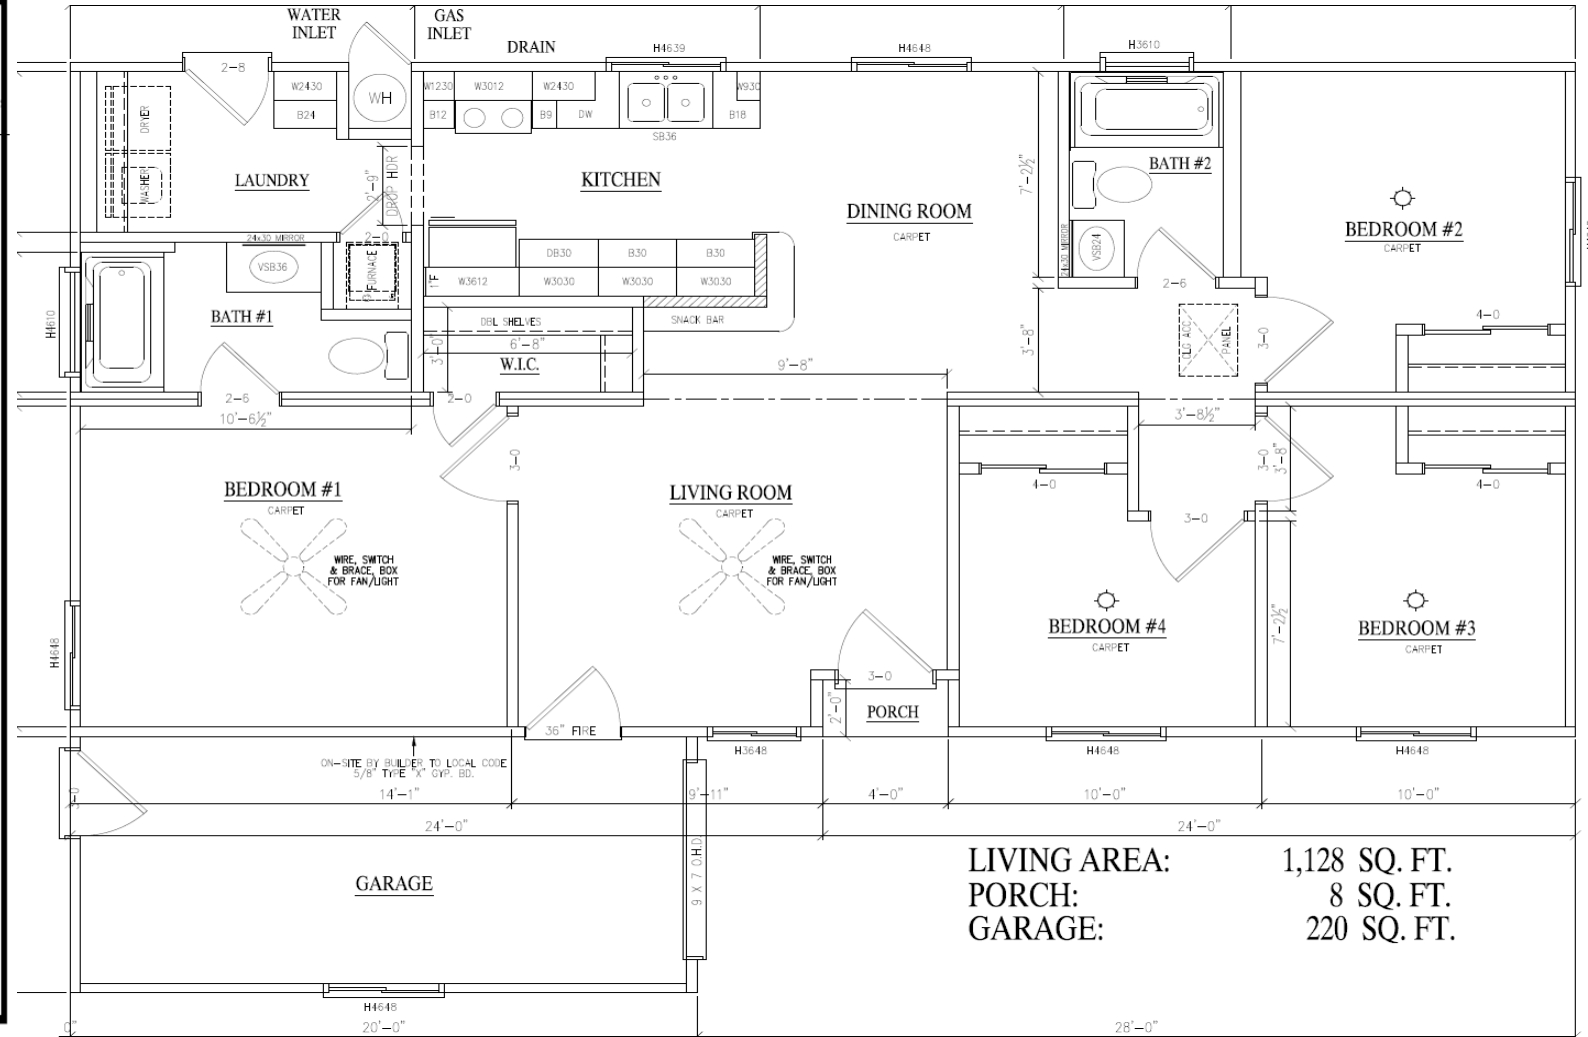 WATER
INLET
GAS
INLET
DRAIN
H4639
H4648
H3610
2-8
W2430
B24
WH
W1230
W3012
W2430
W930
B12
B9
DW
B18
SB36
DRYER
WASHER
LAUNDRY
2'-9"
DROP HDR
KITCHEN
DINING ROOM
CARPET
7'-2½"
BATH #2
24x30 MIRROR
VSB24
BEDROOM #2
CARPET
2-0
24x30 MIRROR
VSB36
FURNACE
DB30
B30
B30
1"F
W3612
W3030
W3030
W3030
2-6
H4610
BATH #1
DBL SHELVES
SNACK BAR
3'-0"
6'-8"
W.I.C.
9'-8"
3'-8"
CLG ACC
PANEL
3-0
4-0
2-6
10'-6½"
2-0
3'-8½"
BEDROOM #1
CARPET
3-0
LIVING ROOM
CARPET
4-0
3-0
3'-8"
4-0
3-0
WIRE, SWITCH
& BRACE, BOX
FOR FAN/LIGHT
WIRE, SWITCH
& BRACE, BOX
FOR FAN/LIGHT
H4648
BEDROOM #4
CARPET
7'-2½"
BEDROOM #3
CARPET
3-0
2'-0"
PORCH
36" FIRE
H3648
H4648
H4648
ON-SITE BY BUILDER TO LOCAL CODE
5/8" TYPE "X" GYP. BD.
3-0
14'-1"
9'-11"
4'-0"
10'-0"
10'-0"
24'-0"
24'-0"
9 X 7 O.H.D.
GARAGE
LIVING AREA: 1,128 SQ. FT.
PORCH: 8 SQ. FT.
GARAGE: 220 SQ. FT.
H4648
0"
20'-0"
28'-0"